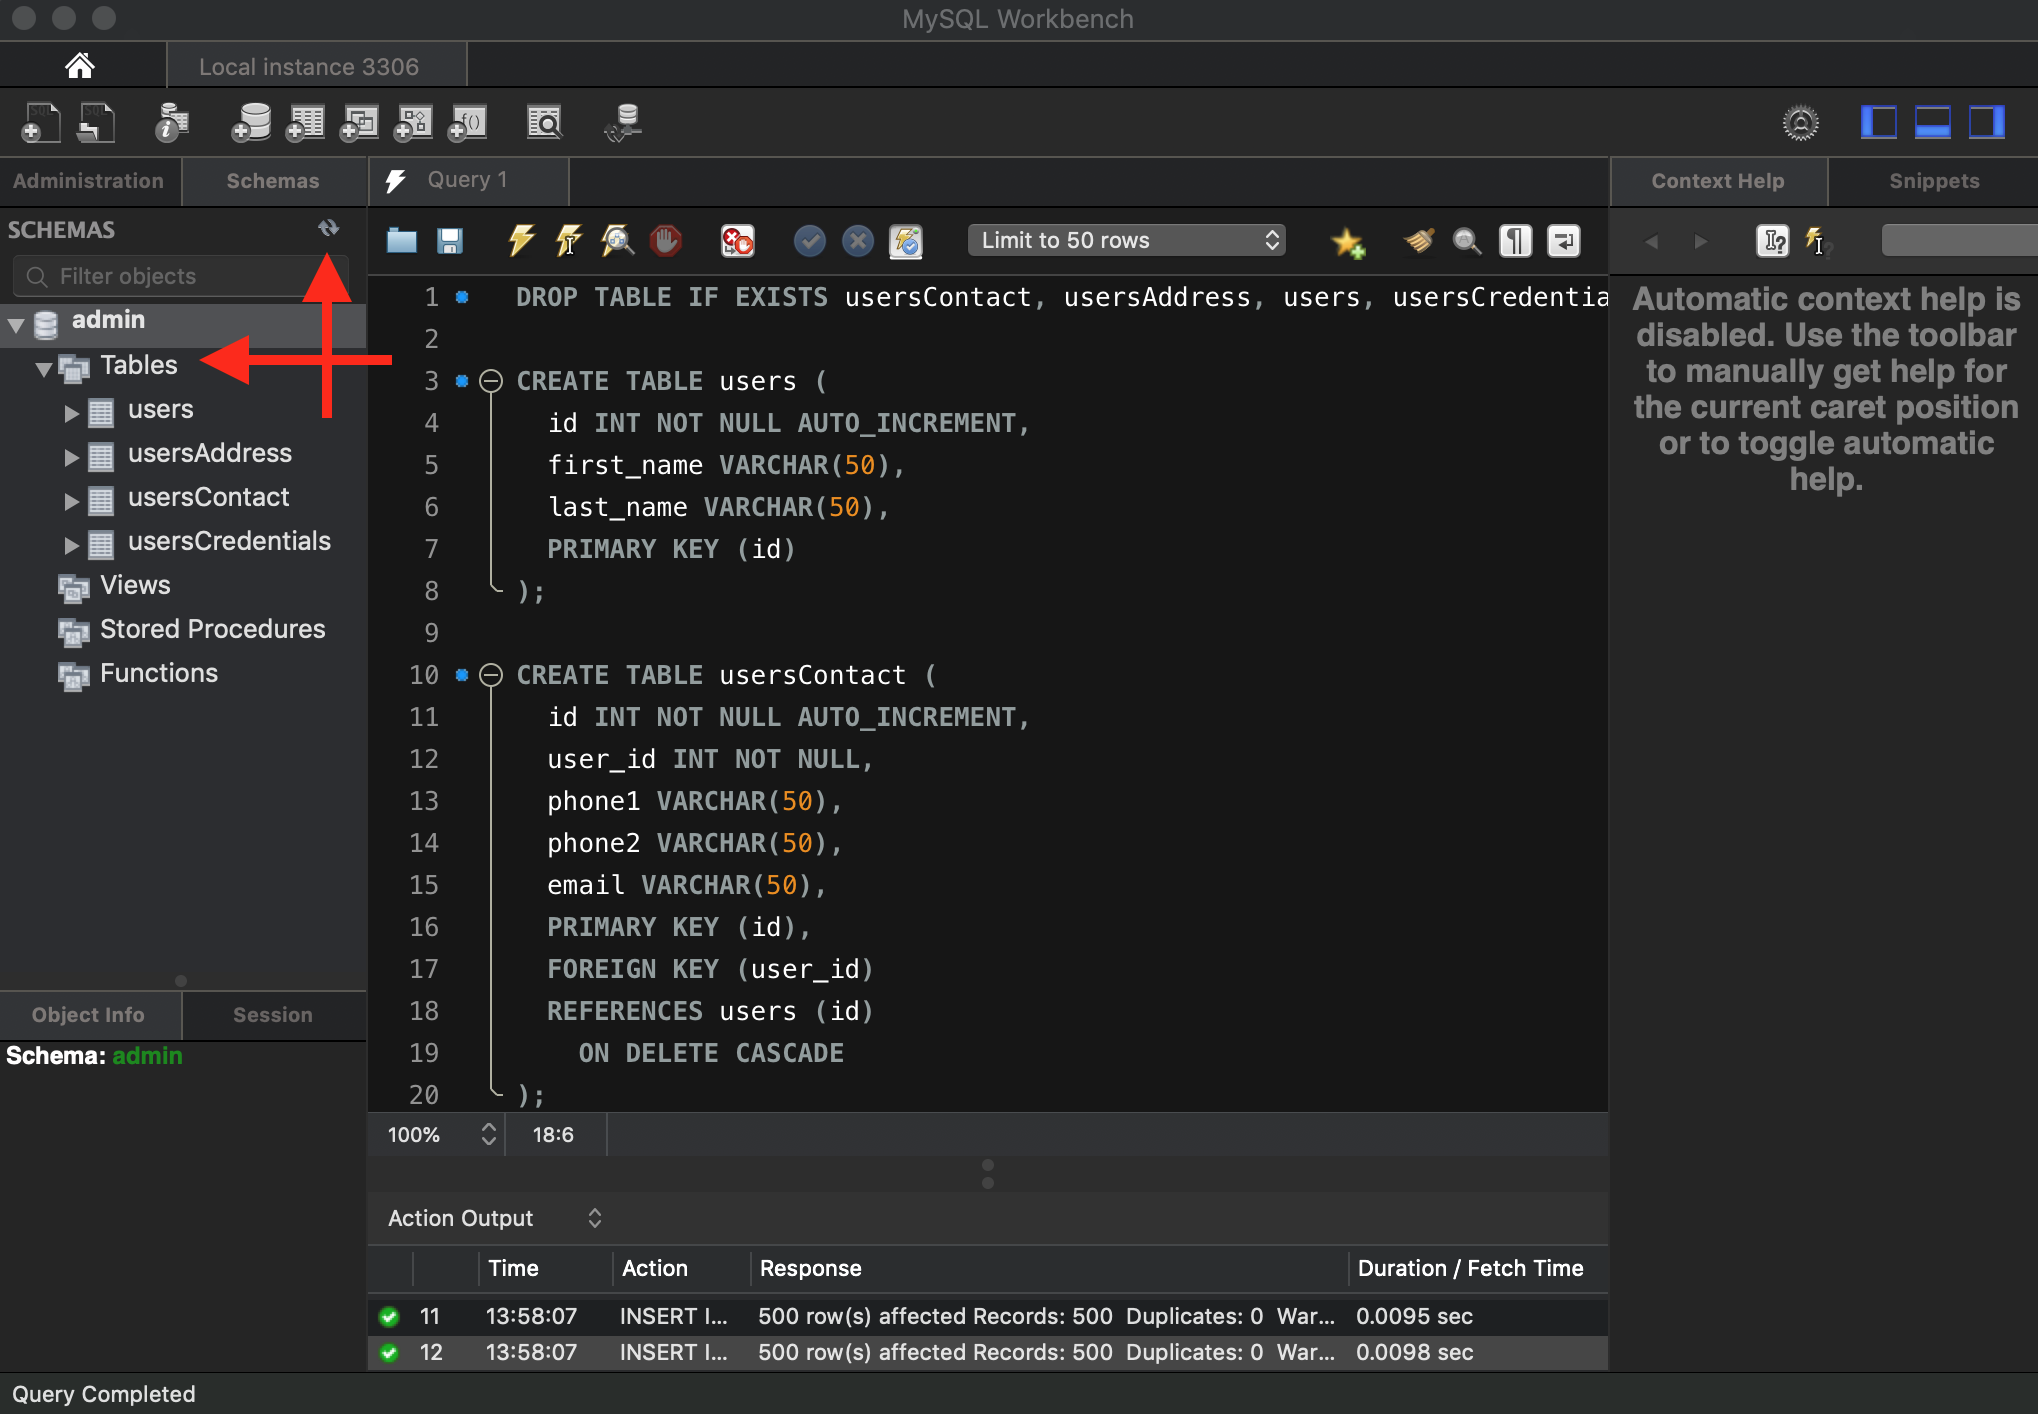 MySQL Workbench
Local instance 3306
Administration
Schemas
Query 1
Context Help
Snippets
SCHEMAS
Limit to 50 rows
Filter objects
admin
Tables
users
usersAddress
usersContact
usersCredentials
Views
Stored Procedures
Functions
Object Info
Session
Schema: admin
1 DROP TABLE IF EXISTS usersContact, usersAddress, users, usersCredentia
2
3 CREATE TABLE users (
4 id INT NOT NULL AUTO_INCREMENT,
5 first_name VARCHAR(50),
6 last_name VARCHAR(50),
7 PRIMARY KEY (id)
8 );
9
10 CREATE TABLE usersContact (
11 id INT NOT NULL AUTO_INCREMENT,
12 user_id INT NOT NULL,
13 phone1 VARCHAR(50),
14 phone2 VARCHAR(50),
15 email VARCHAR(50),
16 PRIMARY KEY (id),
17 FOREIGN KEY (user_id)
18 REFERENCES users (id)
19 ON DELETE CASCADE
20 );
Automatic context help is
disabled. Use the toolbar
to manually get help for
the current caret position
or to toggle automatic
help.
100%
18:6
Action Output
Time Action Response Duration / Fetch Time
11 13:58:07 INSERT I... 500 row(s) affected Records: 500 Duplicates: 0 War... 0.0095 sec
12 13:58:07 INSERT I... 500 row(s) affected Records: 500 Duplicates: 0 War... 0.0098 sec
Query Completed